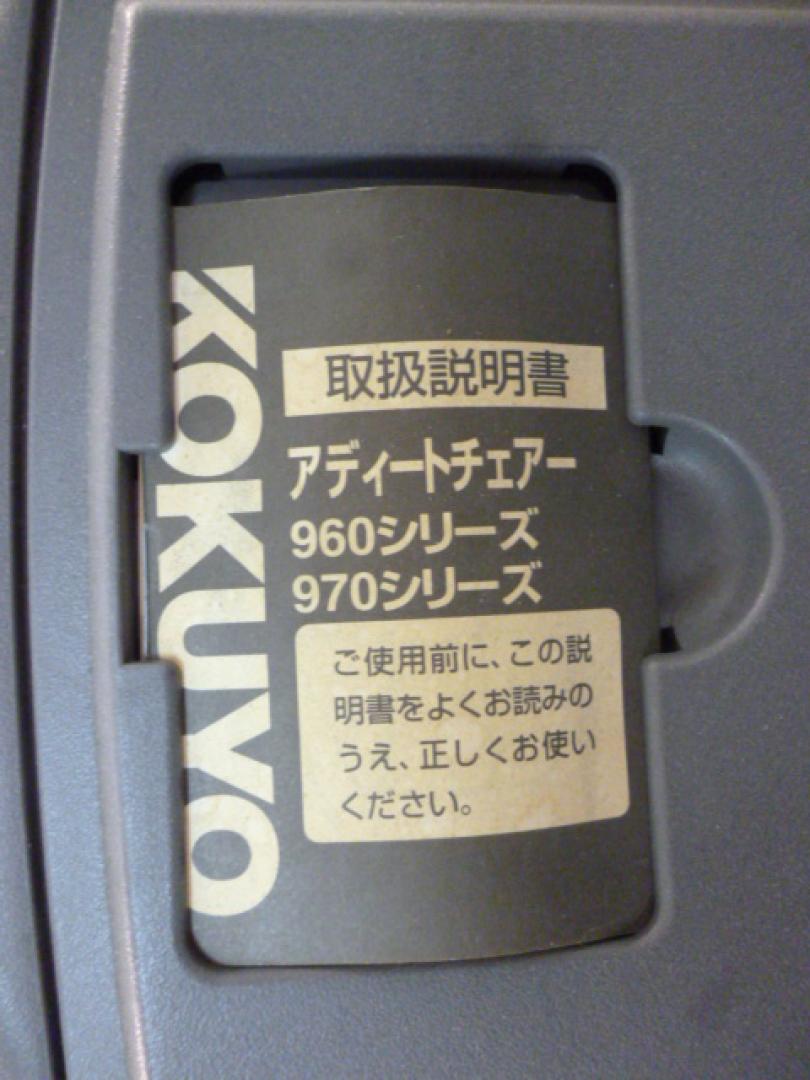 KOKUYO
取扱説明書
アディートチェアー
960シリーズ
970シリーズ
ご使用前に、この説
明書をよくお読みの
うえ、正しくお使い
ください。